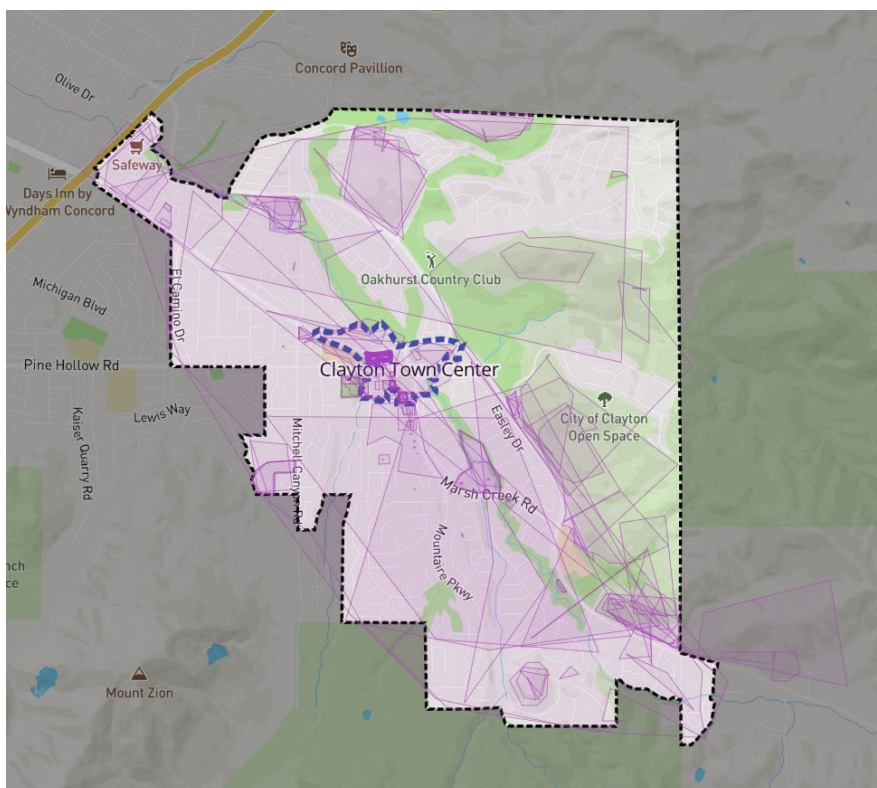 Concord Pavillion
Olive Dr
Safeway
Days Inn by
Wyndham Concord
Oakhurst Country Club
El Camino Dr
Michigan Blvd
Pine Hollow Rd
Clayton Town Center
Lewis Way
Kaiser Quarry Rd
Mitchell Canyon Rd
Easley Dr
City of Clayton
Open Space
Marsh Creek Rd
Mountaire Pkwy
nch
ce
Mount Zion